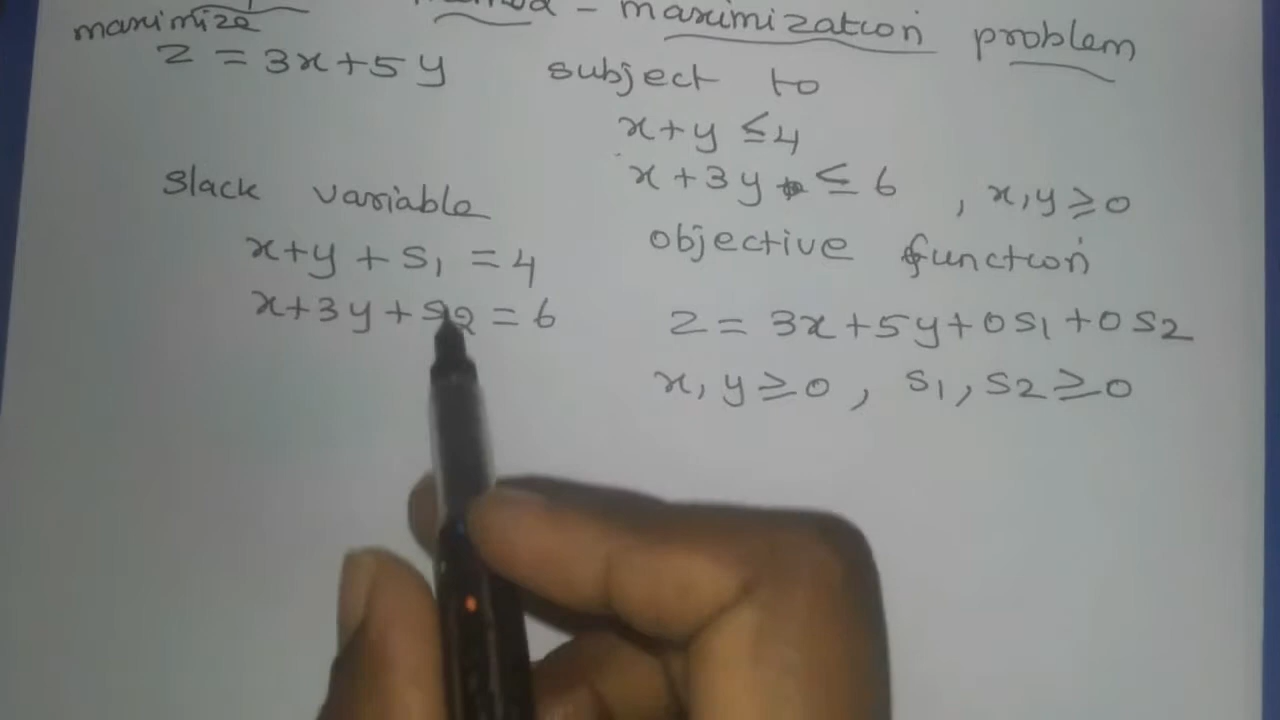 – maximization problem
maximize
Z = 3x+5y subject to
x+y ≤4
x+3y ≤ 6 , x,y ≥0
Slack variable
x+y+S1 =4
x+3y+S2 = 6
objective function
Z = 3x+5y+0S1+0S2
x, y ≥0 , S1, S2 ≥0